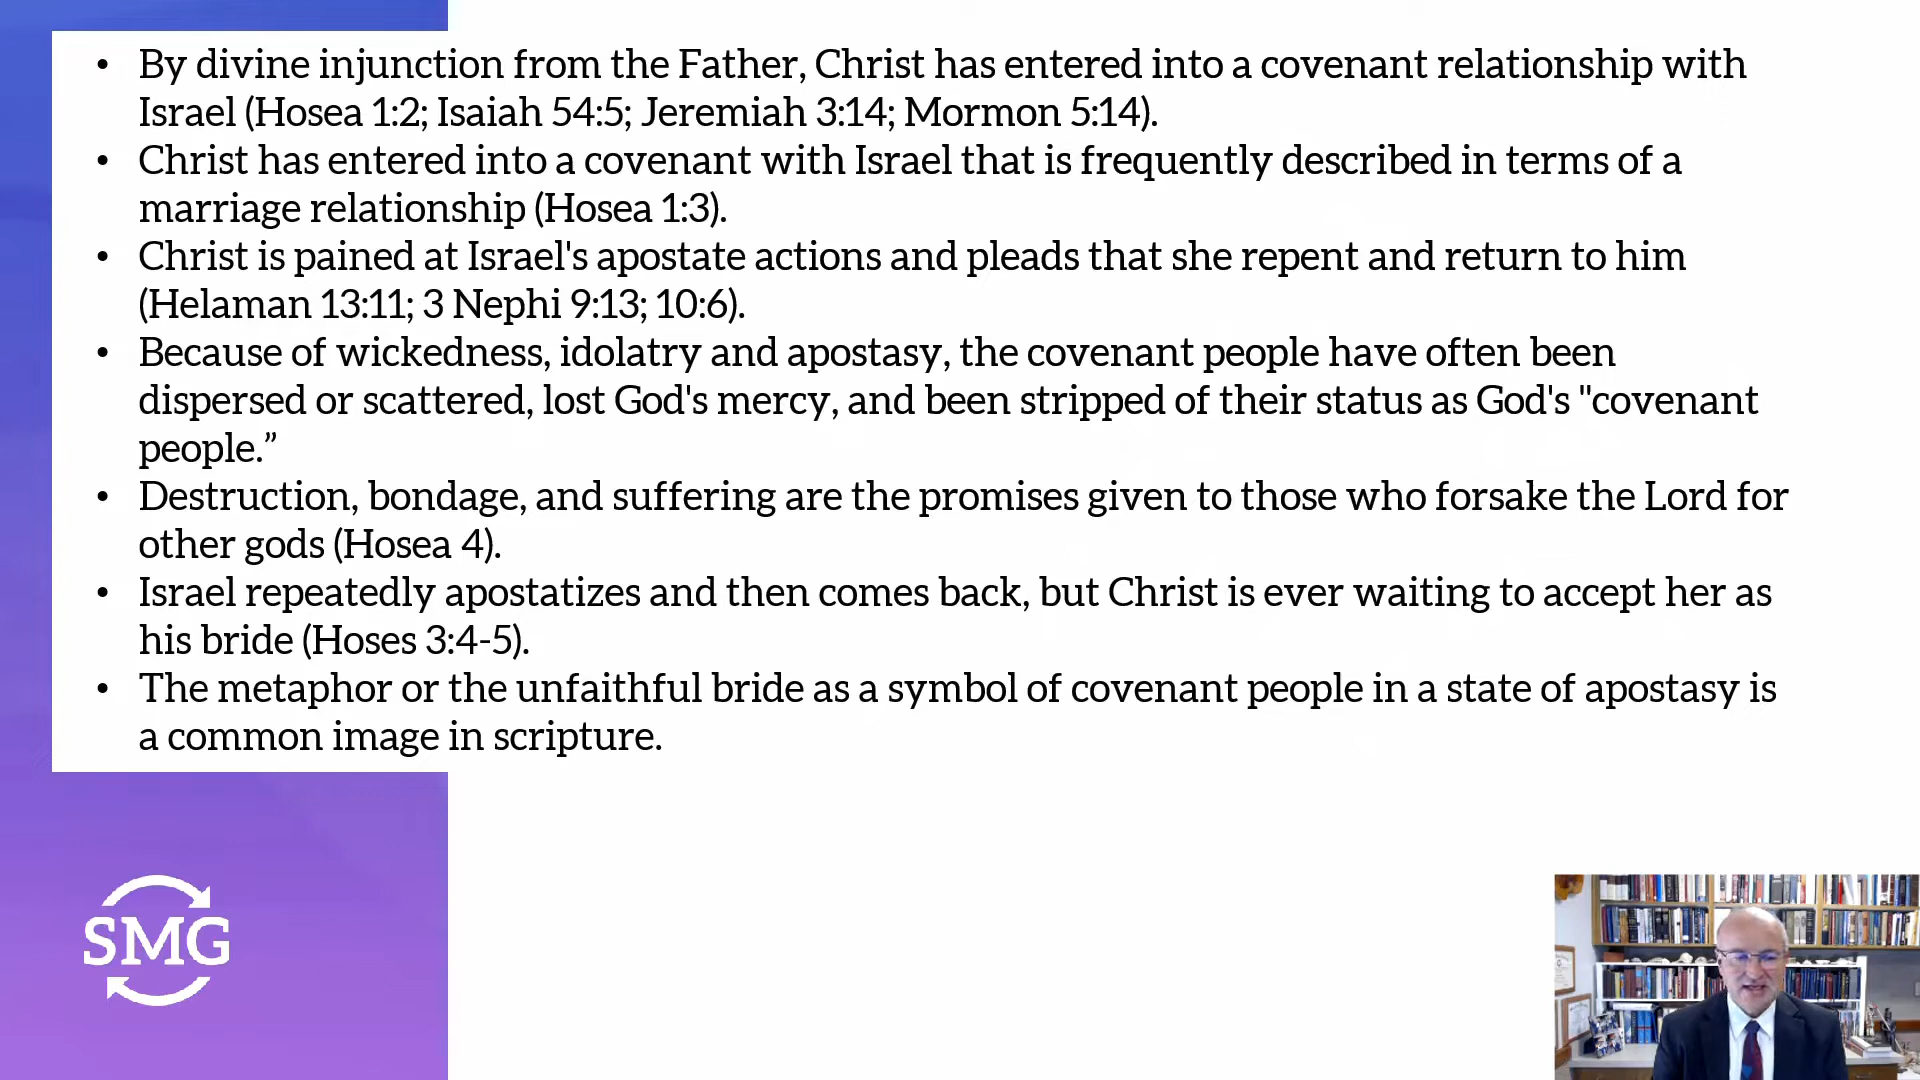 • By divine injunction from the Father, Christ has entered into a covenant relationship with
Israel (Hosea 1:2; Isaiah 54:5; Jeremiah 3:14; Mormon 5:14).
• Christ has entered into a covenant with Israel that is frequently described in terms of a
marriage relationship (Hosea 1:3).
• Christ is pained at Israel's apostate actions and pleads that she repent and return to him
(Helaman 13:11; 3 Nephi 9:13; 10:6).
• Because of wickedness, idolatry and apostasy, the covenant people have often been
dispersed or scattered, lost God's mercy, and been stripped of their status as God's "covenant
people.”
• Destruction, bondage, and suffering are the promises given to those who forsake the Lord for
other gods (Hosea 4).
• Israel repeatedly apostatizes and then comes back, but Christ is ever waiting to accept her as
his bride (Hoses 3:4-5).
• The metaphor or the unfaithful bride as a symbol of covenant people in a state of apostasy is
a common image in scripture.
SMG